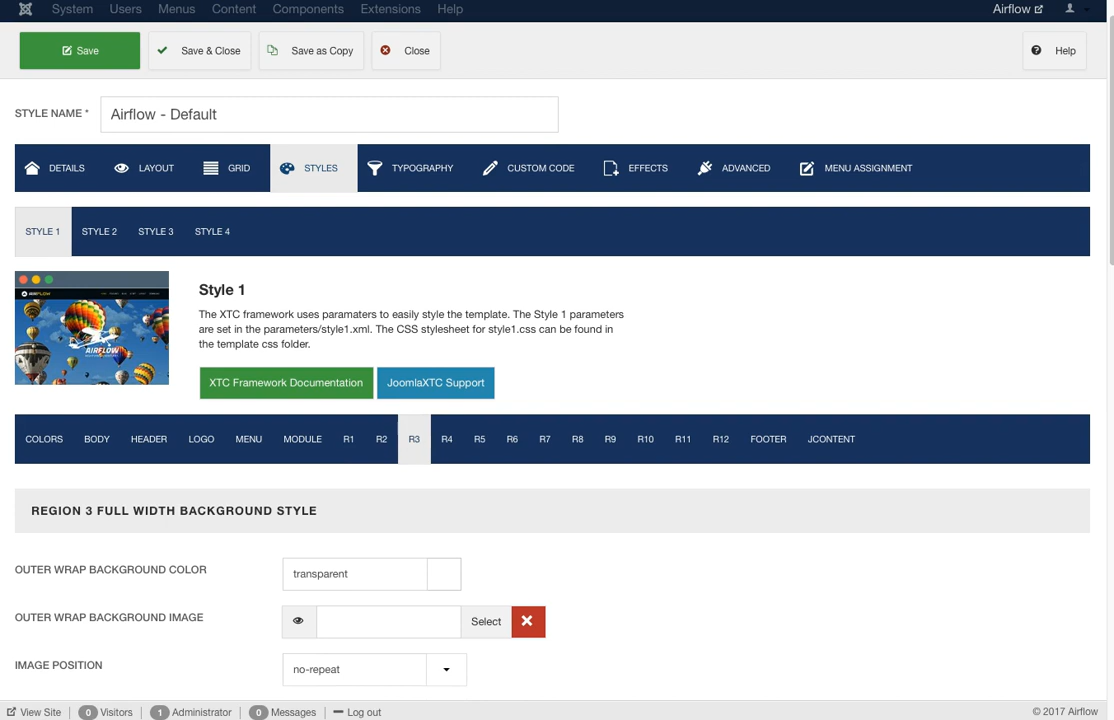 System Users Menus Content Components Extensions Help Airflow
Save Save & Close Save as Copy Close Help
STYLE NAME * Airflow - Default
DETAILS LAYOUT GRID STYLES TYPOGRAPHY CUSTOM CODE EFFECTS ADVANCED MENU ASSIGNMENT
STYLE 1 STYLE 2 STYLE 3 STYLE 4
AIRFLOW
Style 1
The XTC framework uses paramaters to easily style the template. The Style 1 parameters
are set in the parameters/style1.xml. The CSS stylesheet for style1.css can be found in
the template css folder.
XTC Framework Documentation JoomlaXTC Support
COLORS BODY HEADER LOGO MENU MODULE R1 R2 R3 R4 R5 R6 R7 R8 R9 R10 R11 R12 FOOTER JCONTENT
REGION 3 FULL WIDTH BACKGROUND STYLE
OUTER WRAP BACKGROUND COLOR transparent
OUTER WRAP BACKGROUND IMAGE Select
IMAGE POSITION no-repeat
View Site 0 Visitors 1 Administrator 0 Messages Log out © 2017 Airflow